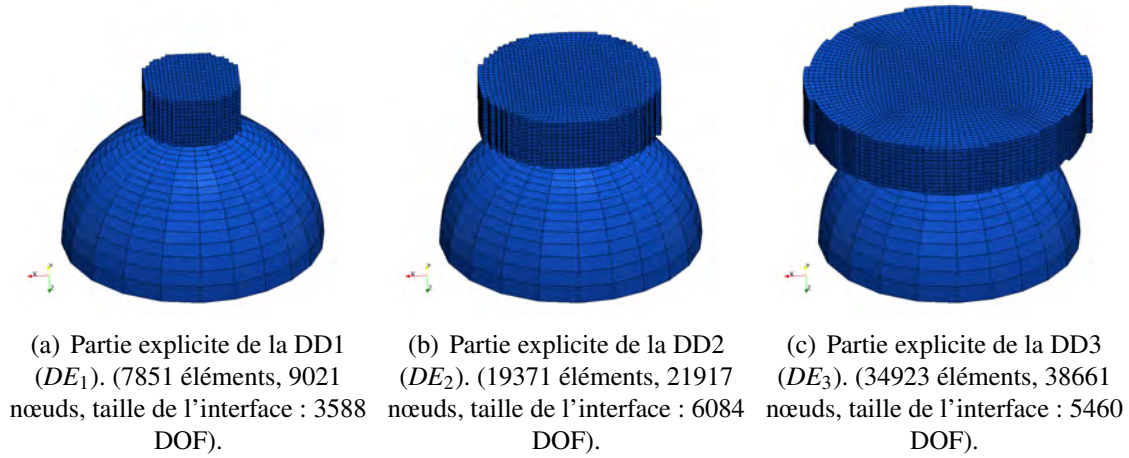 (a) Partie explicite de la DD1
(DE₁). (7851 éléments, 9021
nœuds, taille de l'interface : 3588
DOF).
(b) Partie explicite de la DD2
(DE₂). (19371 éléments, 21917
nœuds, taille de l'interface : 6084
DOF).
(c) Partie explicite de la DD3
(DE₃). (34923 éléments, 38661
nœuds, taille de l'interface : 5460
DOF).